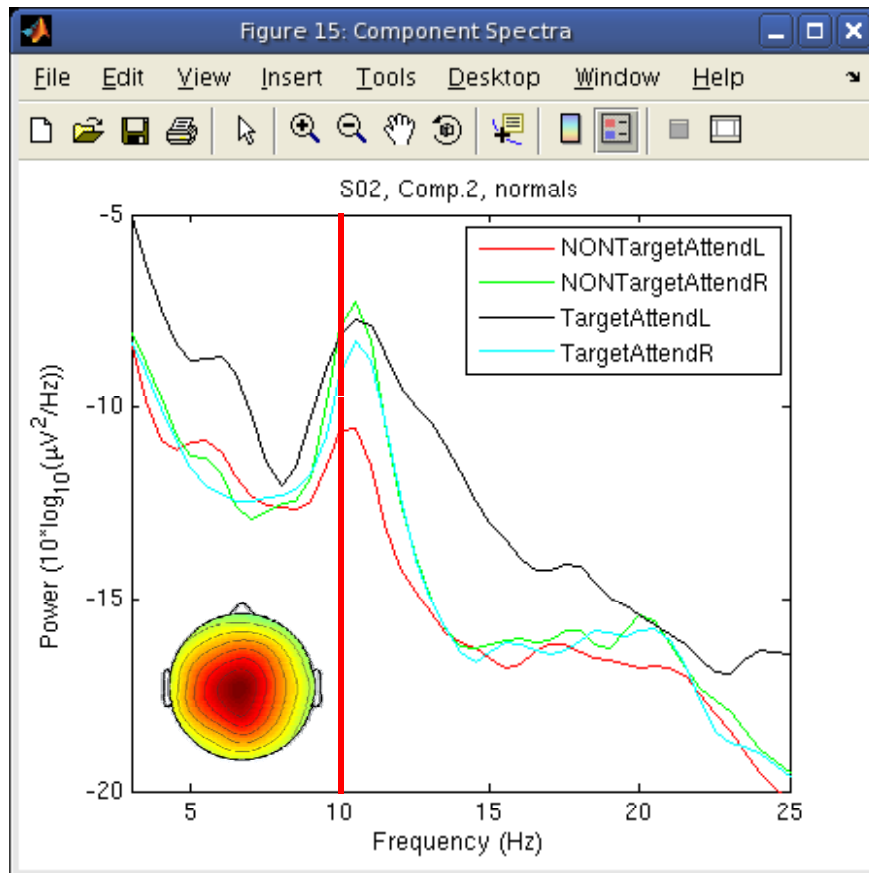 Figure 15: Component Spectra
File Edit View Insert Tools Desktop Window Help
S02, Comp.2, normals
-5
-10
-15
-20
Power (10*log10(μV²/Hz))
NONTargetAttendL
NONTargetAttendR
TargetAttendL
TargetAttendR
5 10 15 20 25
Frequency (Hz)